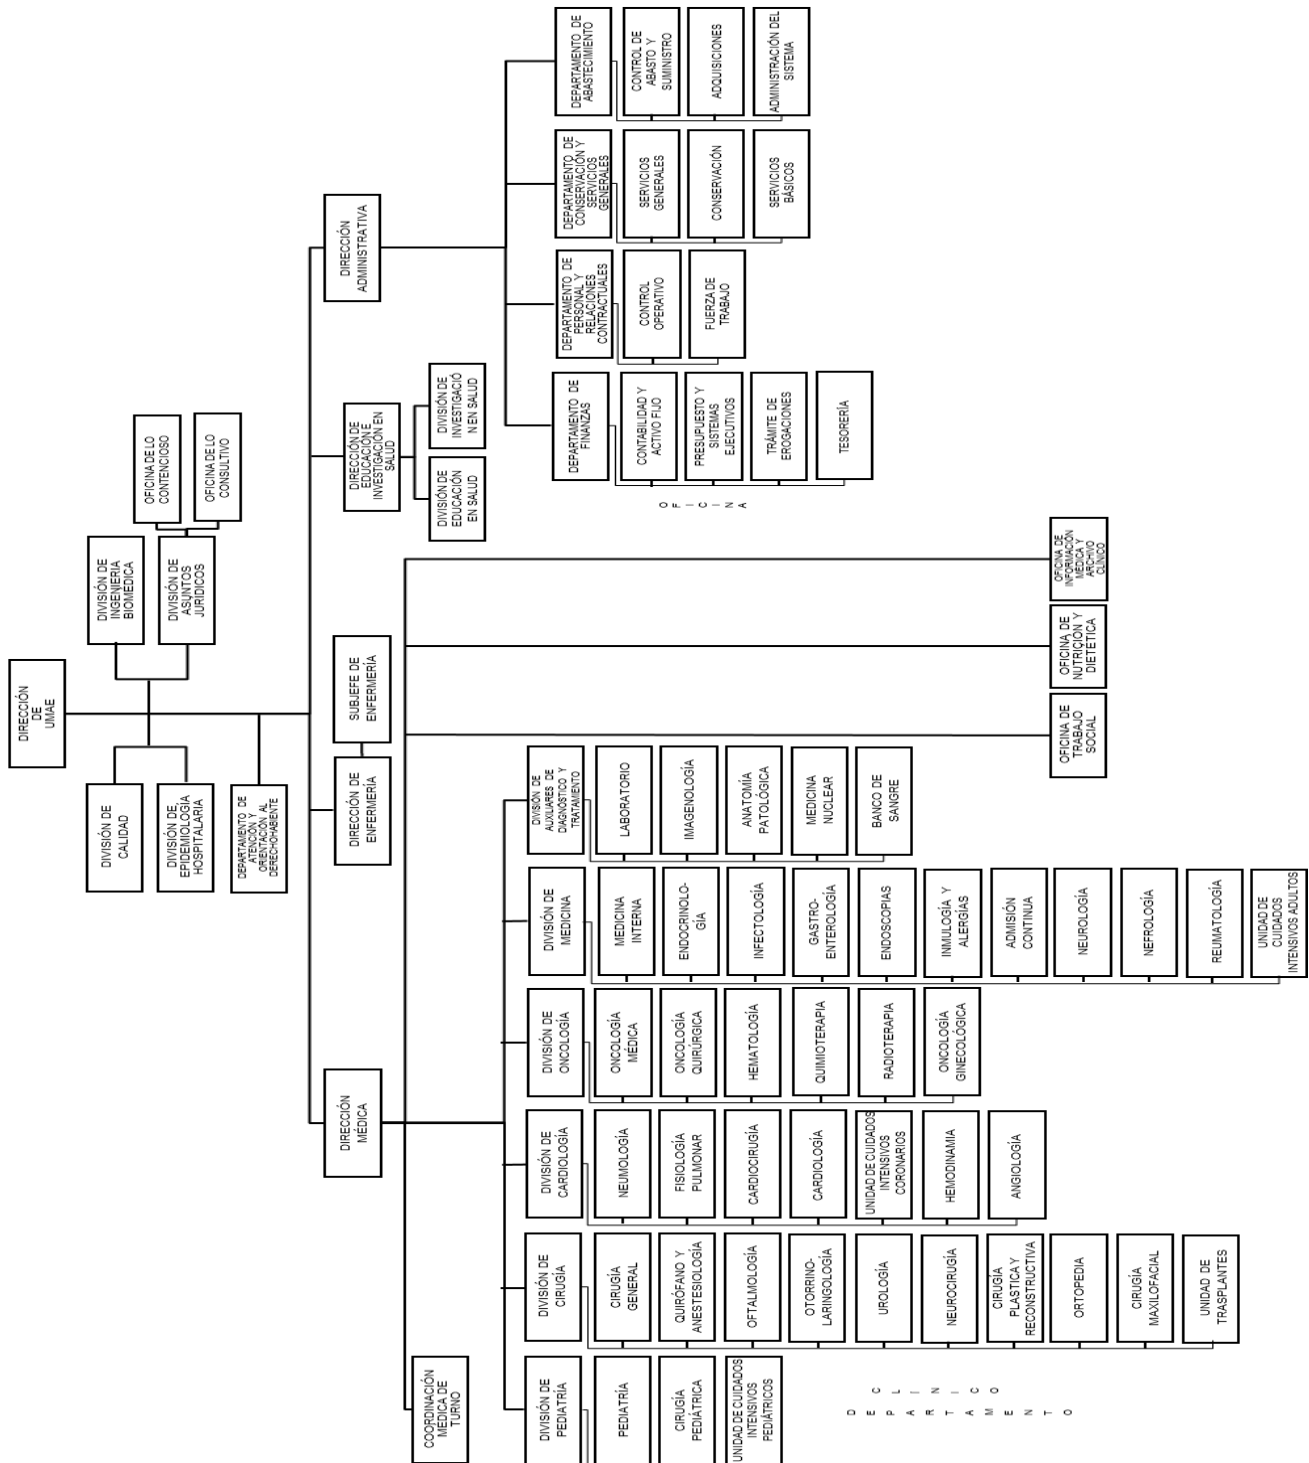 DIRECCIÓN
DE
UMAE
DIVISIÓN DE
CALIDAD
DIVISIÓN DE
INGENIERIA
BIOMÉDICA
OFICINA DE LO
CONTENCIOSO
DIVISIÓN DE
EPIDEMIOLOGÍA
HOSPITALARIA
DIVISIÓN DE
ASUNTOS
JURÍDICOS
OFICINA DE LO
CONSULTIVO
DEPARTAMENTO DE
ATENCIÓN Y
ORIENTACIÓN AL
DERECHOHABIENTE
DIRECCIÓN
MÉDICA
DIRECCIÓN DE
ENFERMERÍA
SUBJEFE DE
ENFERMERÍA
DIRECCIÓN DE
EDUCACIÓN E
INVESTIGACIÓN EN
SALUD
DIRECCIÓN
ADMINISTRATIVA
COORDINACIÓN
MÉDICA DE
TURNO
DIVISIÓN DE
EDUCACIÓN
EN SALUD
DIVISIÓN DE
INVESTIGACIÓ
N EN SALUD
DIVISIÓN DE
PEDIATRÍA
PEDIATRÍA
CIRUGÍA
PEDIÁTRICA
UNIDAD DE CUIDADOS
INTENSIVOS
PEDIÁTRICOS
DIVISIÓN DE
CIRUGÍA
CIRUGÍA
GENERAL
QUIRÓFANO Y
ANESTESIOLOGÍA
OFTALMOLOGÍA
OTORRINO-
LARINGOLOGÍA
UROLOGÍA
NEUROCIRUGÍA
CIRUGÍA
PLASTICA Y
RECONSTRUCTIVA
ORTOPEDIA
CIRUGÍA
MAXILOFACIAL
UNIDAD DE
TRASPLANTES
DIVISIÓN DE
CARDIOLOGÍA
NEUMOLOGÍA
FISIOLOGÍA
PULMONAR
CARDIOCIRUGÍA
CARDIOLOGÍA
UNIDAD DE CUIDADOS
INTENSIVOS
CORONARIOS
HEMODINAMIA
ANGIOLOGÍA
DIVISIÓN DE
ONCOLOGÍA
ONCOLOGÍA
MÉDICA
ONCOLOGÍA
QUIRÚRGICA
HEMATOLOGÍA
QUIMIOTERAPIA
RADIOTERAPIA
ONCOLOGÍA
GINECOLÓGICA
DIVISIÓN DE
MEDICINA
MEDICINA
INTERNA
ENDOCRINOLO-
GÍA
INFECTOLOGÍA
GASTRO-
ENTEROLOGÍA
ENDOSCOPIAS
INMULOGÍA Y
ALERGÍAS
ADMISIÓN
CONTINUA
NEUROLOGÍA
NEFROLOGÍA
REUMATOLOGÍA
UNIDAD DE
CUIDADOS
INTENSIVOS ADULTOS
DIVISIÓN DE
AUXILIARES DE
DIAGNÓSTICO Y
TRATAMIENTO
LABORATORIO
IMAGENOLOGÍA
ANATOMÍA
PATOLÓGICA
MEDICINA
NUCLEAR
BANCO DE
SANGRE
OFICINA DE
TRABAJO
SOCIAL
OFICINA DE
NUTRICION Y
DIETETICA
OFICINA DE
INFORMACIÓN
MÉDICA Y
ARCHIVO
CLÍNICO
DEPARTAMENTO DE
FINANZAS
CONTABILIDAD Y
ACTIVO FIJO
PRESUPUESTO Y
SISTEMAS
EJECUTIVOS
TRÁMITE DE
EROGACIONES
TESORERÍA
DEPARTAMENTO DE
PERSONAL Y
RELACIONES
CONTRACTUALES
CONTROL
OPERATIVO
FUERZA DE
TRABAJO
DEPARTAMENTO DE
CONSERVACIÓN Y
SERVICIOS
GENERALES
SERVICIOS
GENERALES
CONSERVACIÓN
SERVICIOS
BÁSICOS
DEPARTAMENTO DE
ABASTECIMIENTO
CONTROL DE
ABASTO Y
SUMINISTRO
ADQUISICIONES
ADMINISTRACIÓN DEL
SISTEMA
OFICINA
DEPARTAMENTO
CLINICO